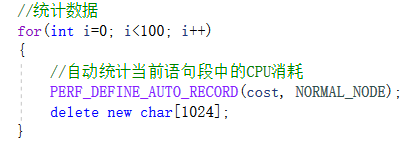 //统计数据
for(int i=0; i<100; i++)
{
//自动统计当前语句段中的CPU消耗
PERF_DEFINE_AUTO_RECORD(cost, NORMAL_NODE);
delete new char[1024];
}